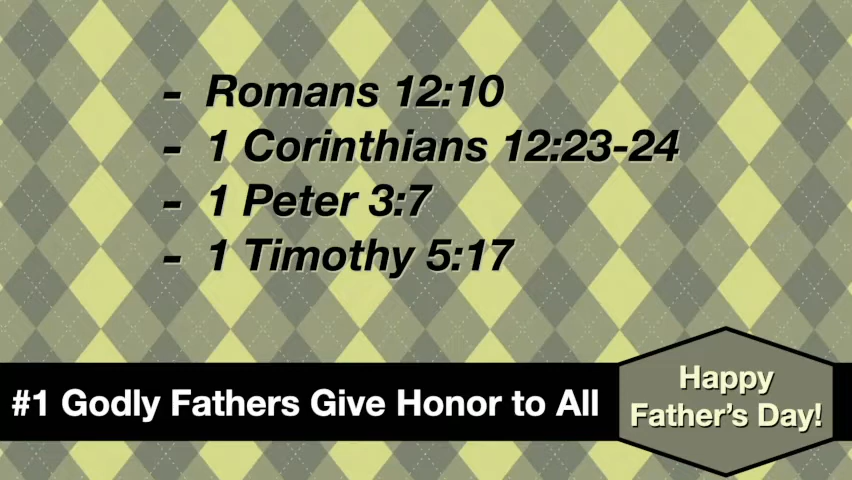 - Romans 12:10
- 1 Corinthians 12:23-24
- 1 Peter 3:7
- 1 Timothy 5:17
#1 Godly Fathers Give Honor to All
Happy
Father's Day!